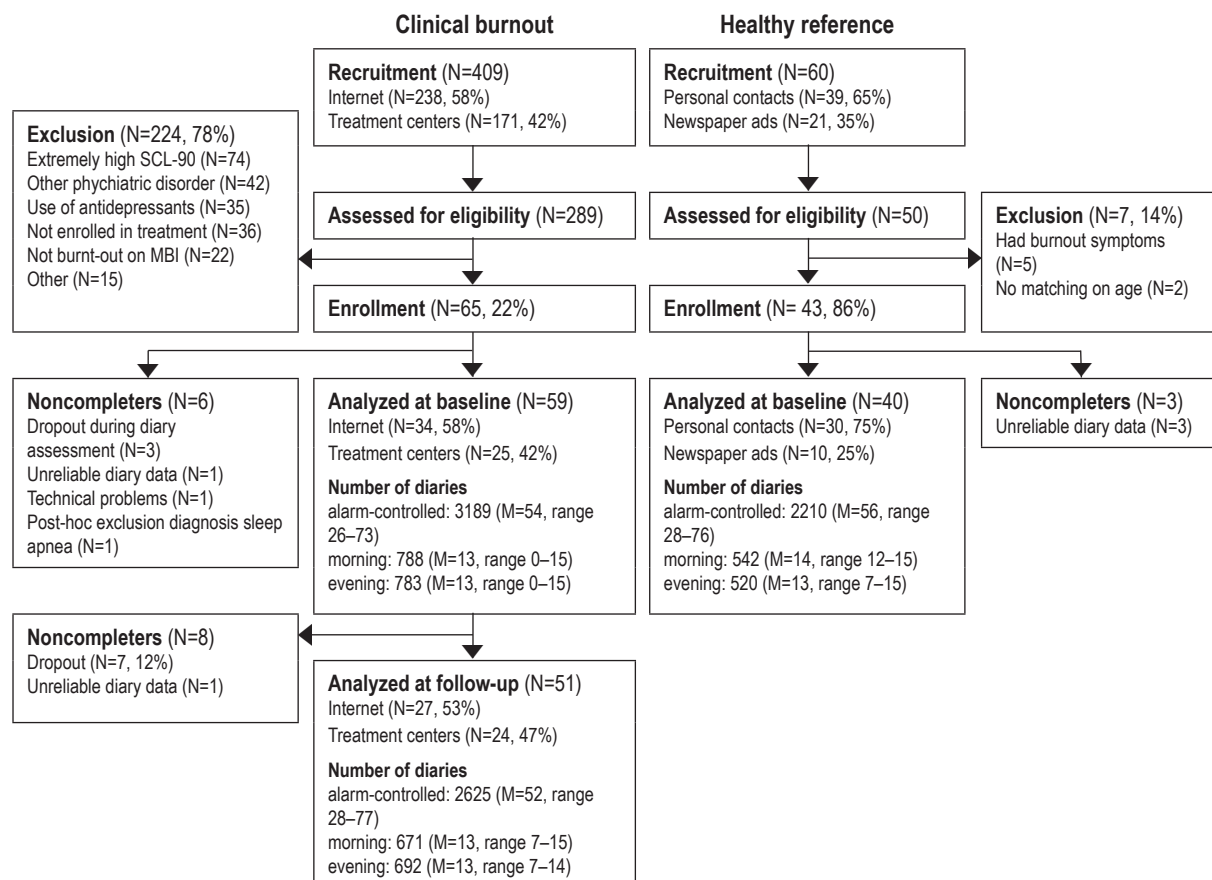 Clinical burnout
Healthy reference
Recruitment (N=409)
Internet (N=238, 58%)
Treatment centers (N=171, 42%)
Recruitment (N=60)
Personal contacts (N=39, 65%)
Newspaper ads (N=21, 35%)
Exclusion (N=224, 78%)
Extremely high SCL-90 (N=74)
Other phychiatric disorder (N=42)
Use of antidepressants (N=35)
Not enrolled in treatment (N=36)
Not burnt-out on MBI (N=22)
Other (N=15)
Assessed for eligibility (N=289)
Assessed for eligibility (N=50)
Exclusion (N=7, 14%)
Had burnout symptoms
(N=5)
No matching on age (N=2)
Enrollment (N=65, 22%)
Enrollment (N= 43, 86%)
Noncompleters (N=6)
Dropout during diary
assessment (N=3)
Unreliable diary data (N=1)
Technical problems (N=1)
Post-hoc exclusion diagnosis sleep
apnea (N=1)
Analyzed at baseline (N=59)
Internet (N=34, 58%)
Treatment centers (N=25, 42%)
Number of diaries
alarm-controlled: 3189 (M=54, range
26–73)
morning: 788 (M=13, range 0–15)
evening: 783 (M=13, range 0–15)
Analyzed at baseline (N=40)
Personal contacts (N=30, 75%)
Newspaper ads (N=10, 25%)
Number of diaries
alarm-controlled: 2210 (M=56, range
28–76)
morning: 542 (M=14, range 12–15)
evening: 520 (M=13, range 7–15)
Noncompleters (N=3)
Unreliable diary data (N=3)
Noncompleters (N=8)
Dropout (N=7, 12%)
Unreliable diary data (N=1)
Analyzed at follow-up (N=51)
Internet (N=27, 53%)
Treatment centers (N=24, 47%)
Number of diaries
alarm-controlled: 2625 (M=52, range
28–77)
morning: 671 (M=13, range 7–15)
evening: 692 (M=13, range 7–14)